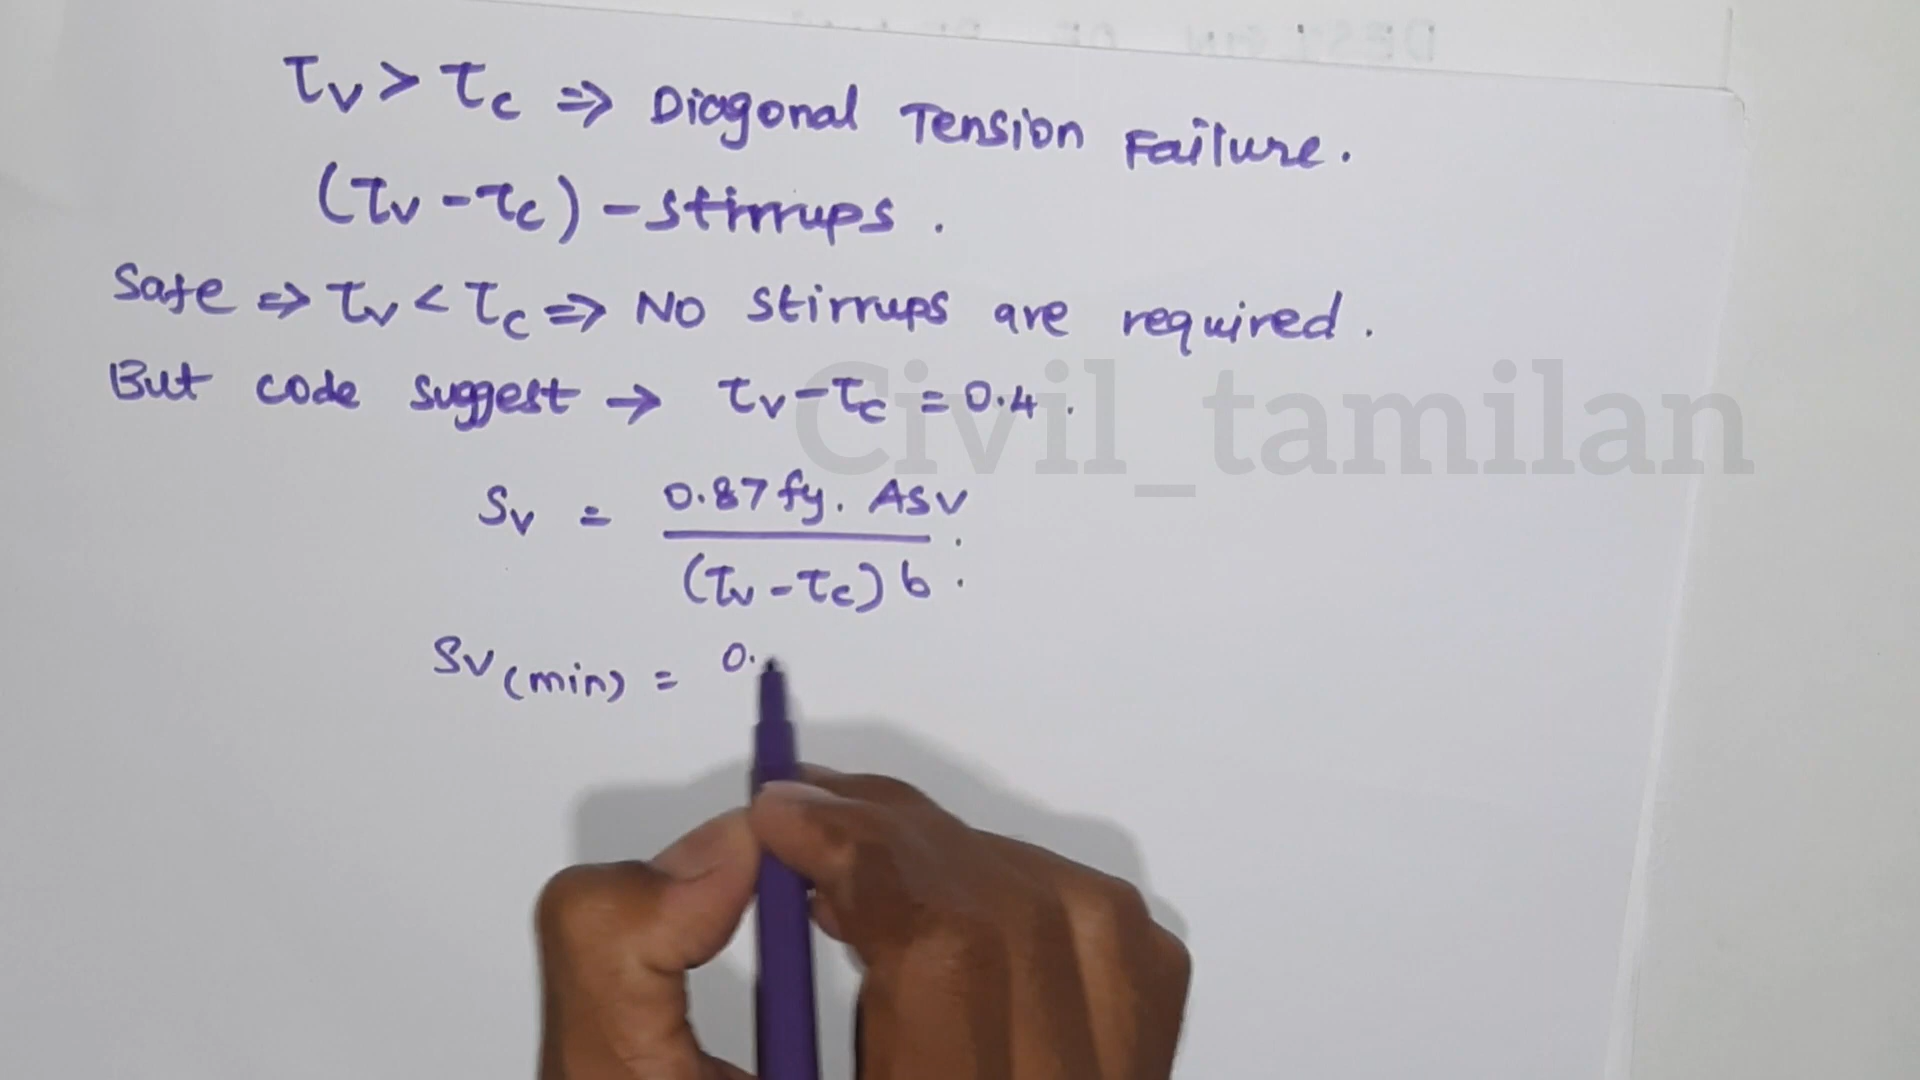 τv > τc ⇒ Diagonal Tension Failure.
(τv - τc) - stirrups.
Safe ⇒ τv < τc ⇒ No stirrups are required.
But code suggest → τv - τc = 0.4.
Civil_tamilan
Sv = 0.87 fy. Asv
(τv - τc) b
Sv(min) = 0.